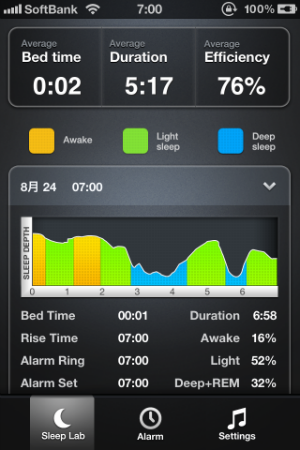 SoftBank 7:00 100%
Average Average Average
Bed time Duration Efficiency
0:02 5:17 76%
Awake Light sleep Deep sleep
8月 24 07:00
SLEEP DEPTH
0 1 2 3 4 5 6
Bed Time 00:01 Duration 6:58
Rise Time 07:00 Awake 16%
Alarm Ring 07:00 Light 52%
Alarm Set 07:00 Deep+REM 32%
Sleep Lab Alarm Settings